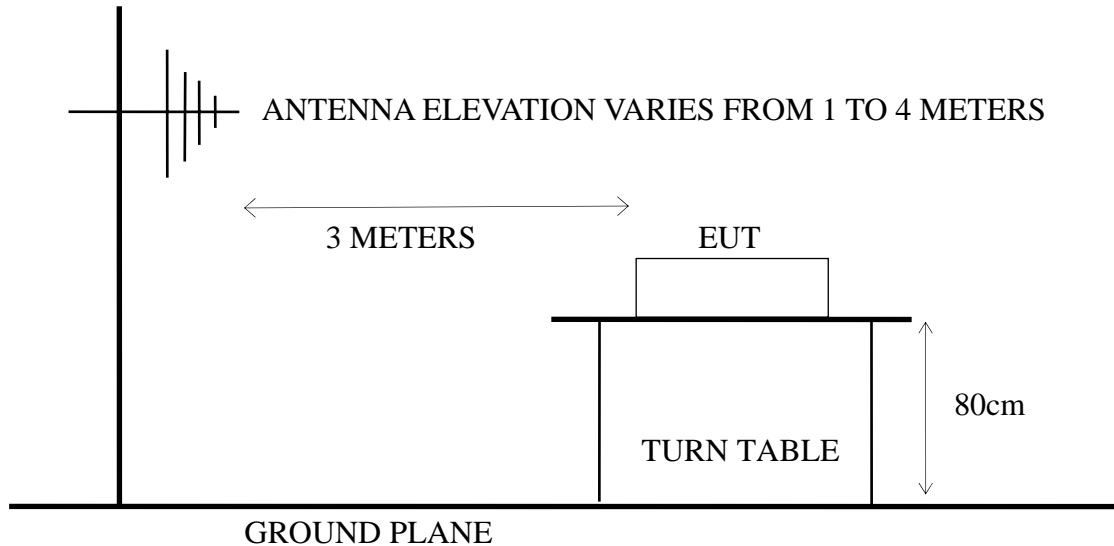 ANTENNA ELEVATION VARIES FROM 1 TO 4 METERS
3 METERS
EUT
80cm
TURN TABLE
GROUND PLANE